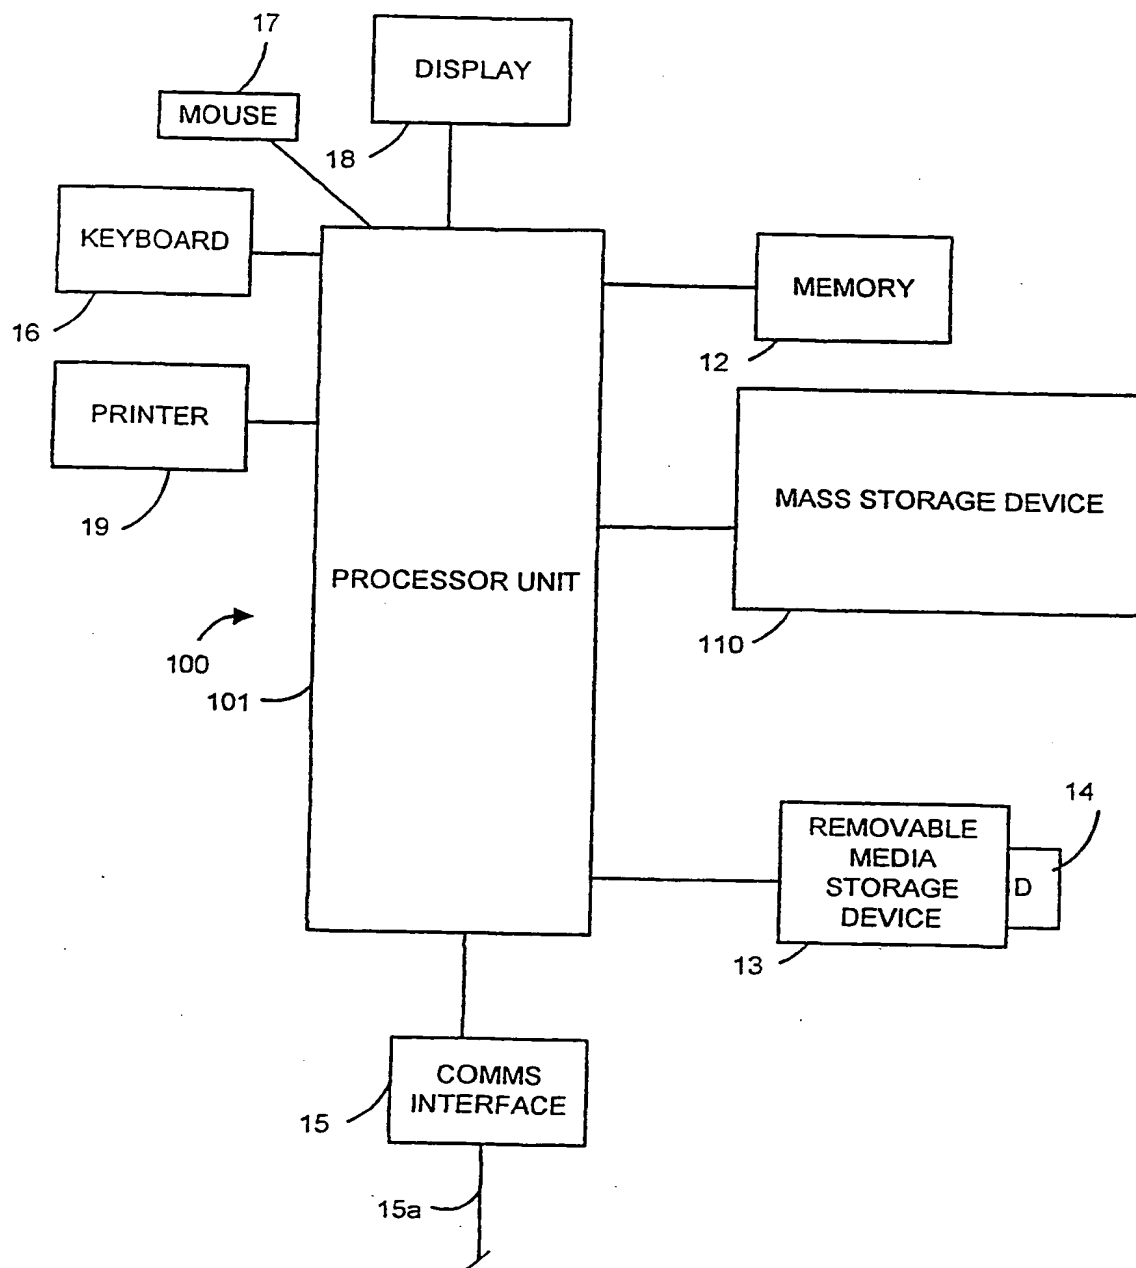 17
DISPLAY
MOUSE
18
KEYBOARD
MEMORY
16
12
PRINTER
MASS STORAGE DEVICE
19
PROCESSOR UNIT
110
100
101
14
REMOVABLE
MEDIA
STORAGE
DEVICE
D
13
COMMS
INTERFACE
15
15a